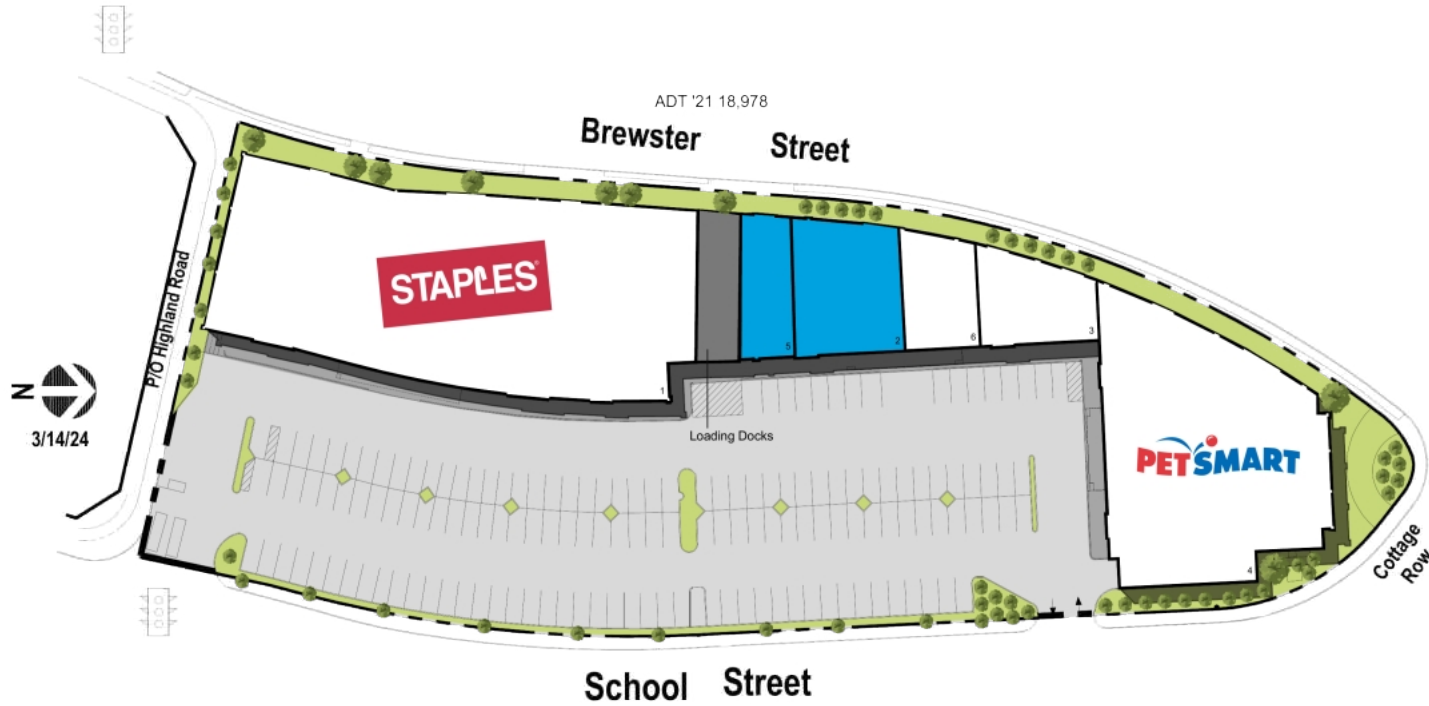 ADT '21 18,978
Brewster Street
P/O Highland Road
STAPLES
5
2
6
3
N
3/14/24
1
Loading Docks
PETSMART
4
Cottage
Row
School Street